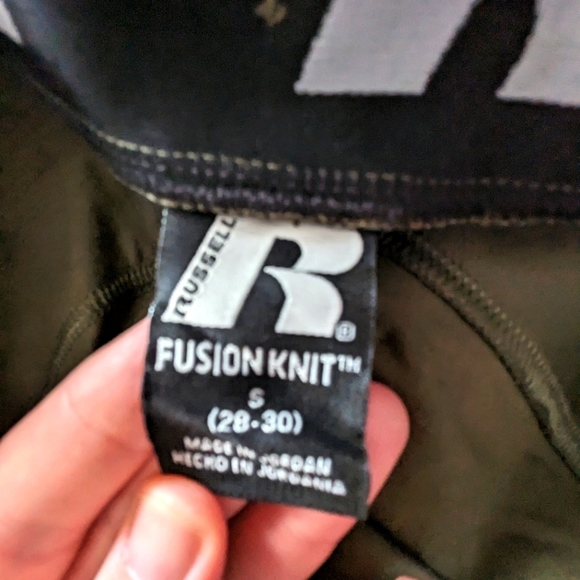 RUSSELL
R®
FUSION KNIT™
S
(28-30)
MADE IN JORDAN
HECHO EN JORDANIA